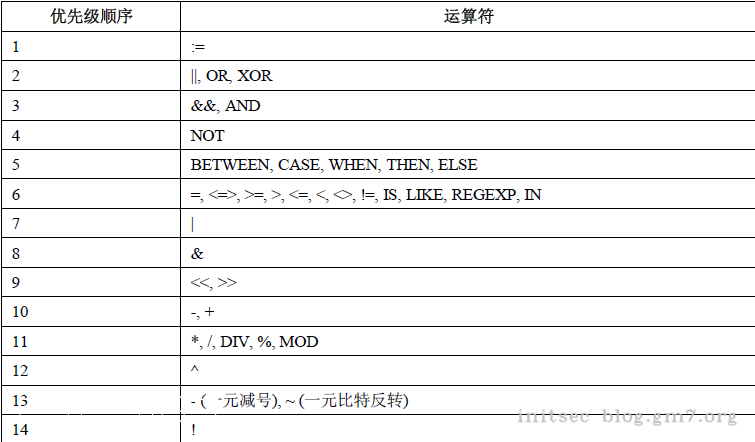 优先级顺序 运算符
1 :=
2 ||, OR, XOR
3 &&, AND
4 NOT
5 BETWEEN, CASE, WHEN, THEN, ELSE
6 =, <=>, >=, >, <=, <, <>, !=, IS, LIKE, REGEXP, IN
7 |
8 &
9 <<, >>
10 -, +
11 *, /, DIV, %, MOD
12 ^
13 - (一元减号), ~ (一元比特反转)
14 !
initsec blog.gm7.org